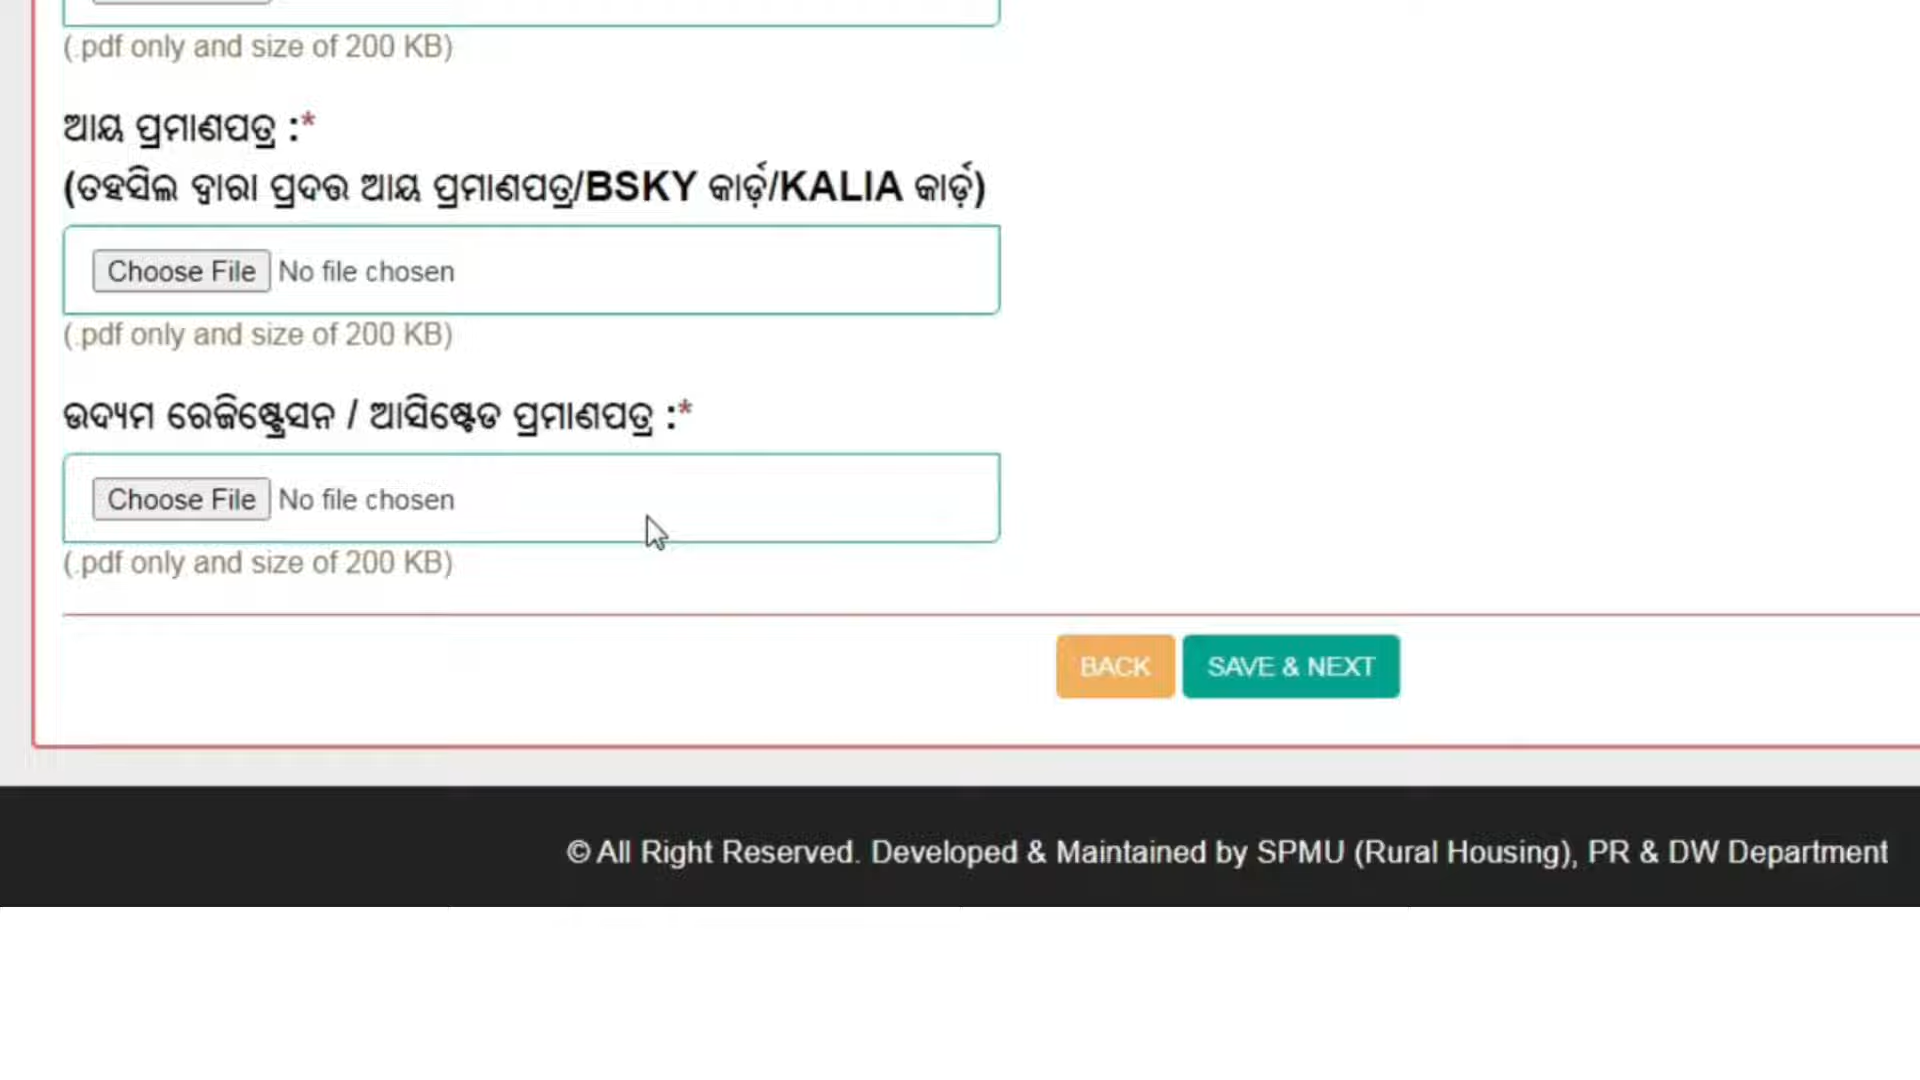 (.pdf only and size of 200 KB)
ଆୟ ପ୍ରମାଣପତ୍ର :*
(ତହସିଲ ଦ୍ୱାରା ପ୍ରଦତ୍ତ ଆୟ ପ୍ରମାଣପତ୍ର/BSKY କାର୍ଡ଼/KALIA କାର୍ଡ଼)
Choose File No file chosen
(.pdf only and size of 200 KB)
ଉଦ୍ୟମ ରେଜିଷ୍ଟ୍ରେସନ / ଆସିଷ୍ଟେଡ ପ୍ରମାଣପତ୍ର :*
Choose File No file chosen
(.pdf only and size of 200 KB)
BACK SAVE & NEXT
© All Right Reserved. Developed & Maintained by SPMU (Rural Housing), PR & DW Department